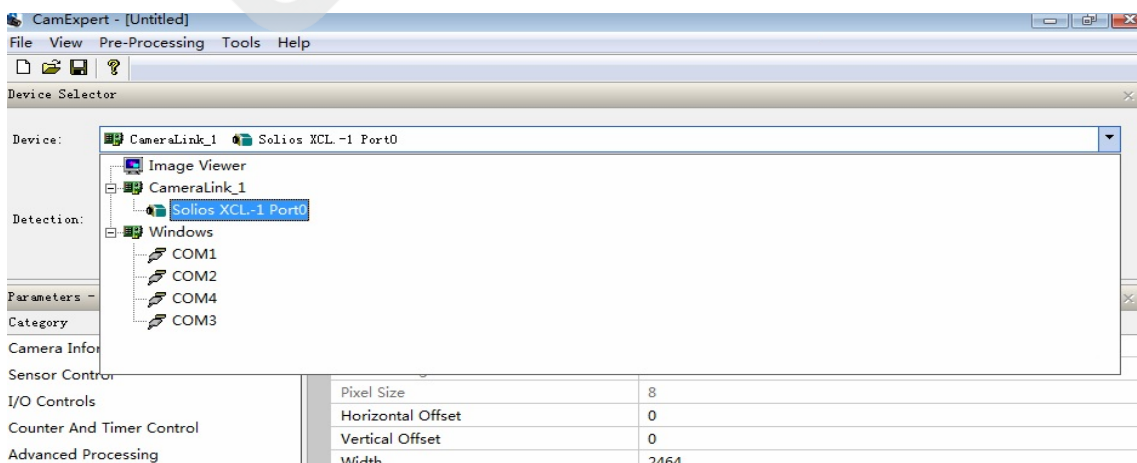 CamExpert - [Untitled]
File View Pre-Processing Tools Help
Device Selector
Device: CameraLink_1 Solios XCL.-1 Port0
Image Viewer
CameraLink_1
Solios XCL.-1 Port0
Detection:
Windows
COM1
COM2
COM4
COM3
Parameters -
Category
Camera Infor
Sensor Control
I/O Controls
Pixel Size 8
Horizontal Offset 0
Counter And Timer Control
Vertical Offset 0
Advanced Processing
Width 2464